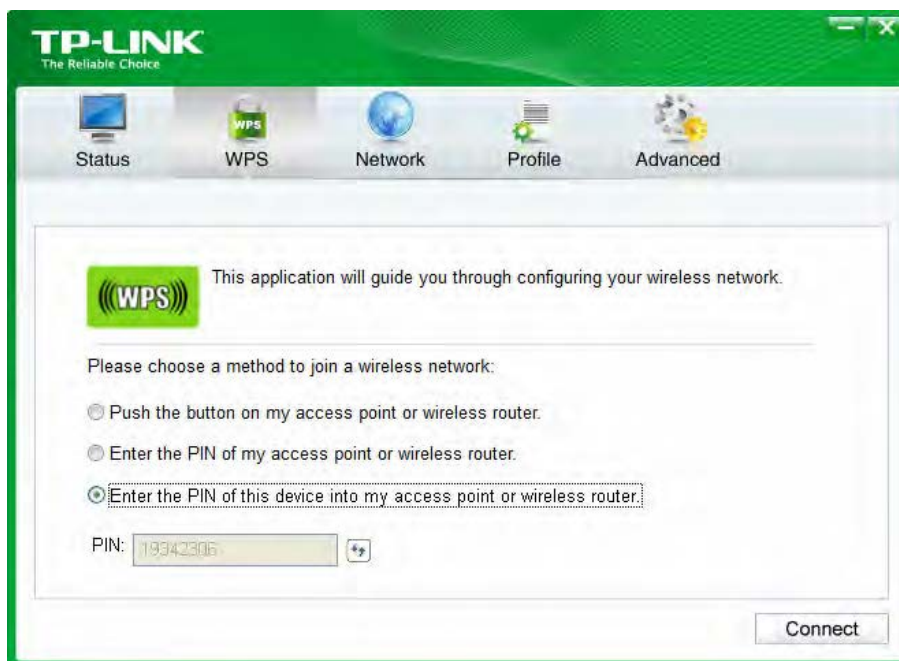 TP-LINK
The Reliable Choice
Status WPS Network Profile Advanced
WPS
This application will guide you through configuring your wireless network.
(((WPS)))
Please choose a method to join a wireless network:
Push the button on my access point or wireless router.
Enter the PIN of my access point or wireless router.
Enter the PIN of this device into my access point or wireless router.
PIN: 19342306
Connect